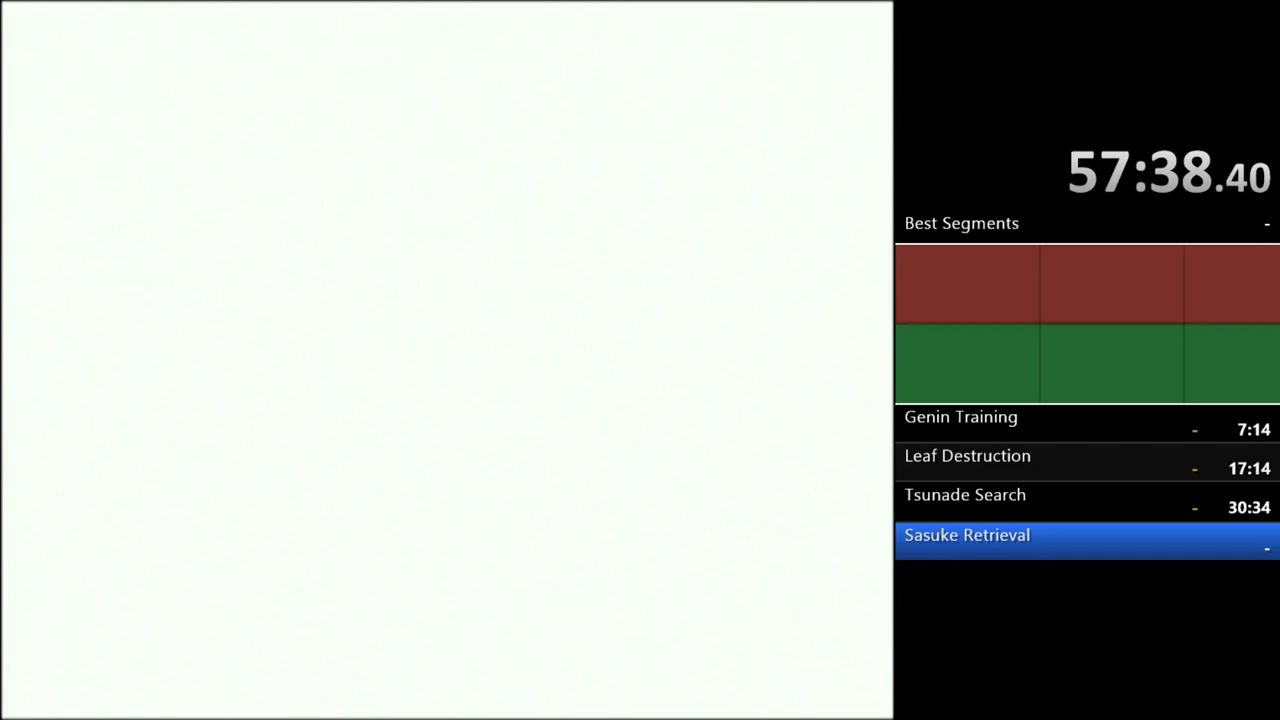 57:38.40
Best Segments -
Genin Training - 7:14
Leaf Destruction - 17:14
Tsunade Search - 30:34
Sasuke Retrieval -